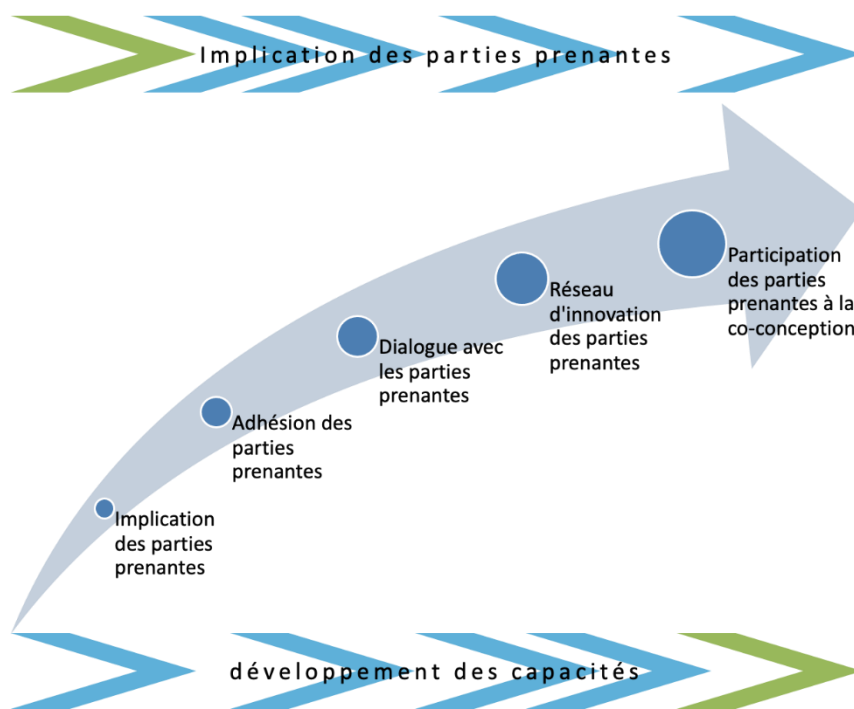 Implication des parties prenantes
Participation
des parties
prenantes à la
co-conception
Réseau
d'innovation
des parties
prenantes
Dialogue avec
les parties
prenantes
Adhésion des
parties
prenantes
Implication
des parties
prenantes
développement des capacités